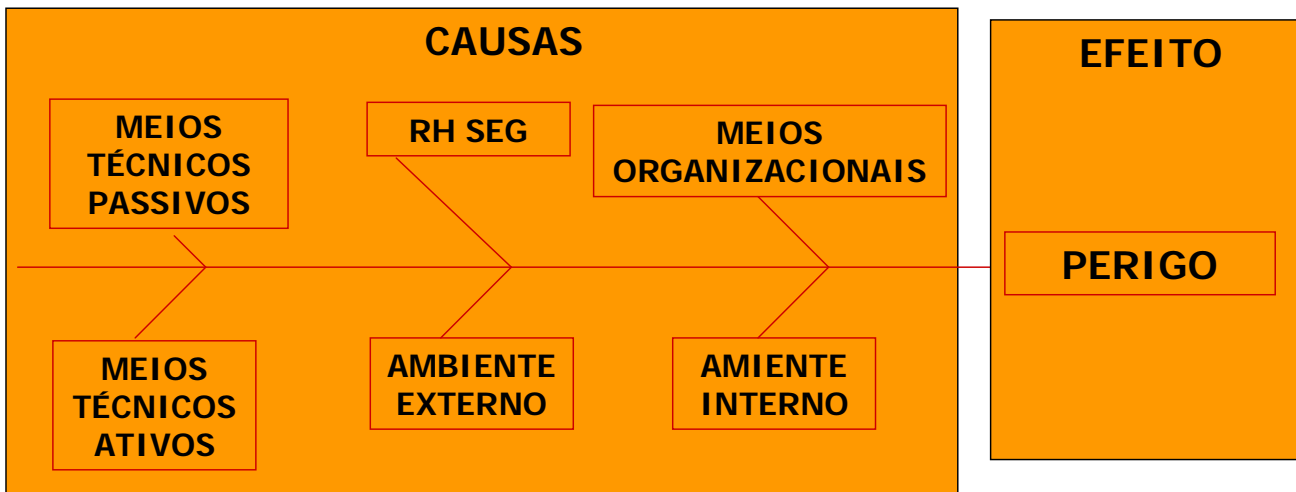 CAUSAS
MEIOS
TÉCNICOS
PASSIVOS
RH SEG
MEIOS
ORGANIZACIONAIS
MEIOS
TÉCNICOS
ATIVOS
AMBIENTE
EXTERNO
AMIENTE
INTERNO
EFEITO
PERIGO